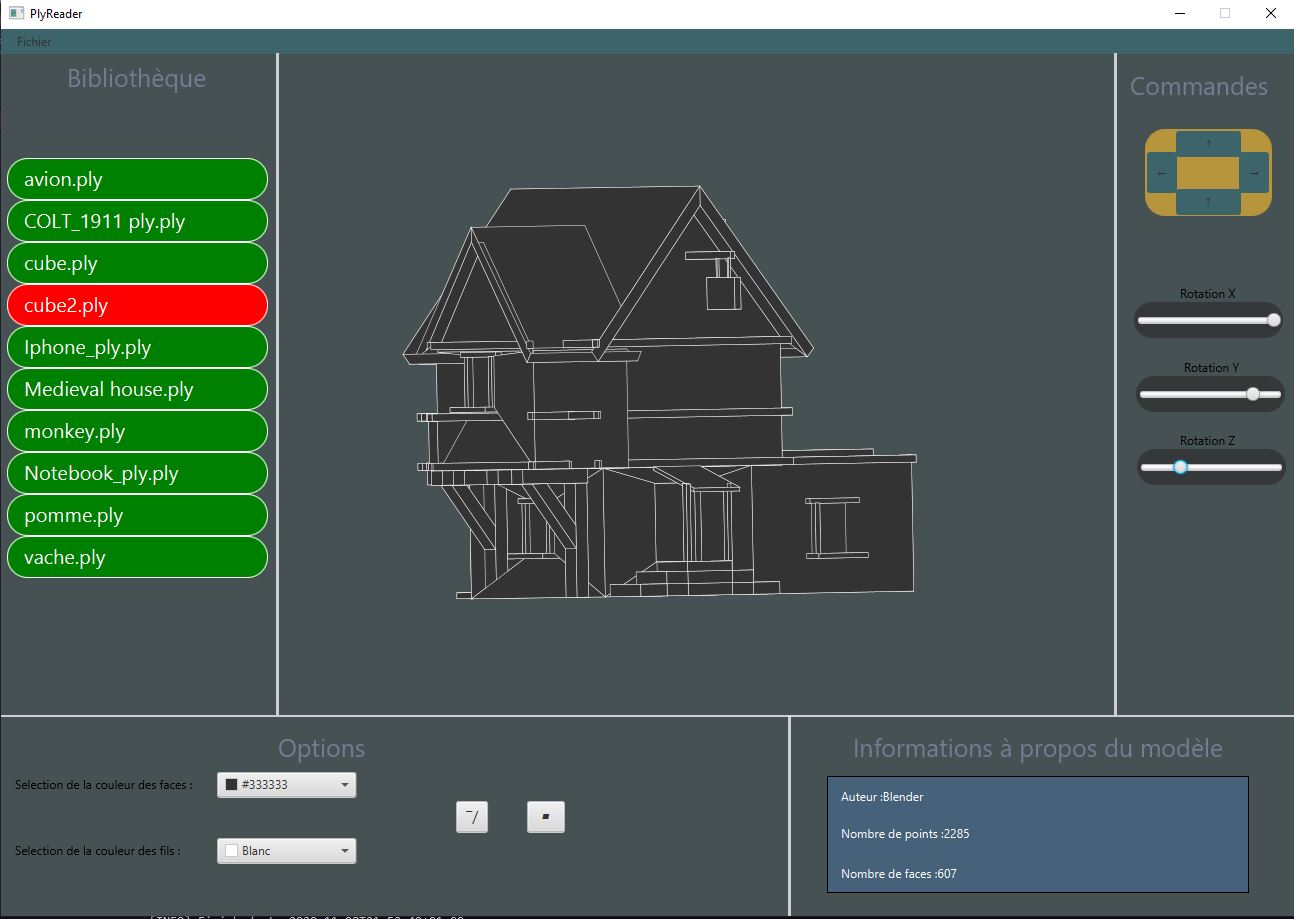 PlyReader
Fichier
Bibliothèque
avion.ply
COLT_1911 ply.ply
cube.ply
cube2.ply
Iphone_ply.ply
Medieval house.ply
monkey.ply
Notebook_ply.ply
pomme.ply
vache.ply
Commandes
↑
← →
↑
Rotation X
Rotation Y
Rotation Z
Options
Selection de la couleur des faces :
#333333
Selection de la couleur des fils :
Blanc
Informations à propos du modèle
Auteur :Blender
Nombre de points :2285
Nombre de faces :607